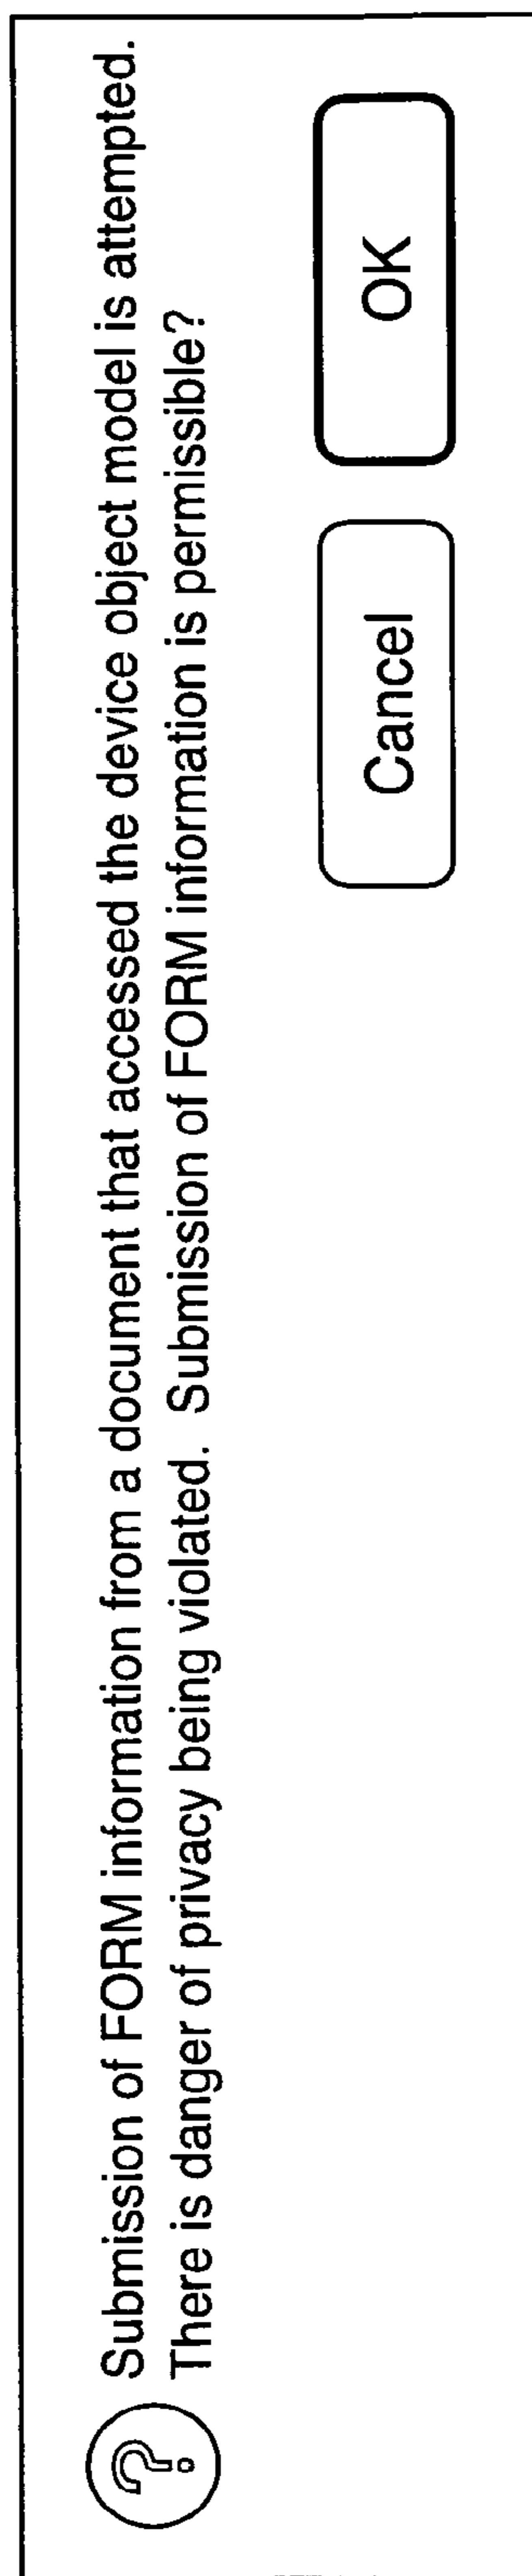 Submission of FORM information from a document that accessed the device object model is attempted.
There is danger of privacy being violated.  Submission of FORM information is permissible?
Cancel
OK